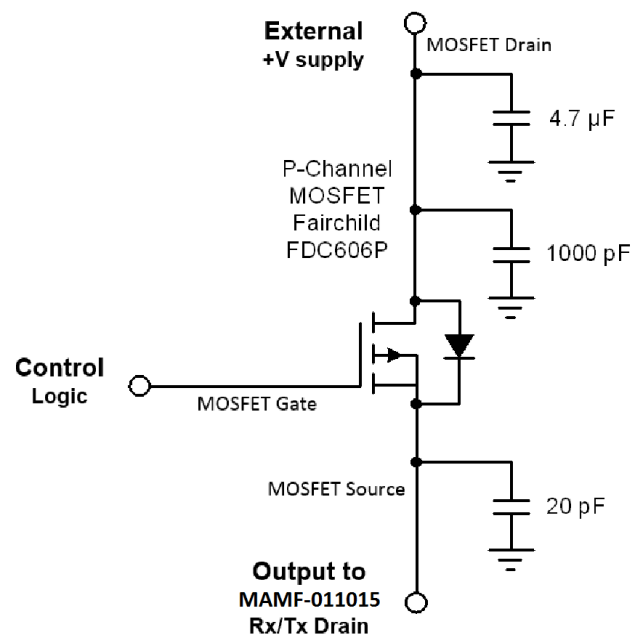 External
+V supply
MOSFET Drain
4.7 µF
P-Channel
MOSFET
Fairchild
FDC606P
1000 pF
Control
Logic
MOSFET Gate
MOSFET Source
20 pF
Output to
MAMF-011015
Rx/Tx Drain